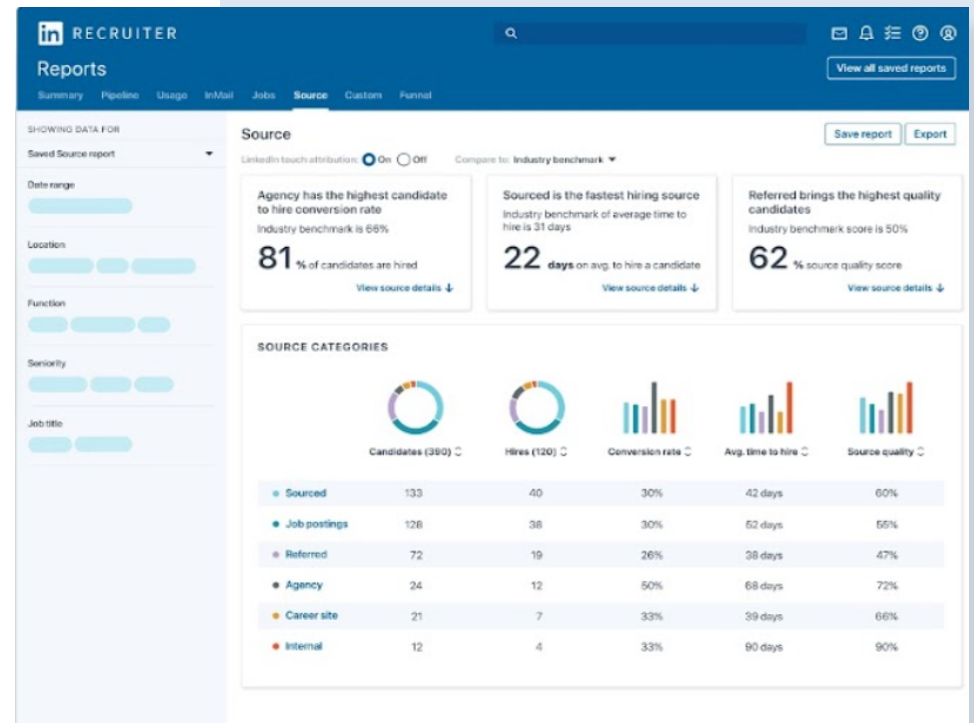 in RECRUITER
Reports
View all saved reports
Summary Pipeline Usage InMail Jobs Source Custom Funnel
SHOWING DATA FOR
Saved Source report
Date range
Location
Function
Seniority
Job title
Source
Save report Export
LinkedIn touch attribution: On Off Compare to: Industry benchmark
Agency has the highest candidate
to hire conversion rate
Industry benchmark is 66%
81 % of candidates are hired
View source details ↓
Sourced is the fastest hiring source
Industry benchmark of average time to
hire is 31 days
22 days on avg. to hire a candidate
View source details ↓
Referred brings the highest quality
candidates
Industry benchmark score is 50%
62 % source quality score
View source details ↓
SOURCE CATEGORIES
Candidates (390) Hires (120) Conversion rate Avg. time to hire Source quality
Sourced 133 40 30% 42 days 60%
Job postings 128 38 30% 52 days 55%
Referred 72 19 26% 38 days 47%
Agency 24 12 50% 68 days 72%
Career site 21 7 33% 39 days 66%
Internal 12 4 33% 90 days 90%